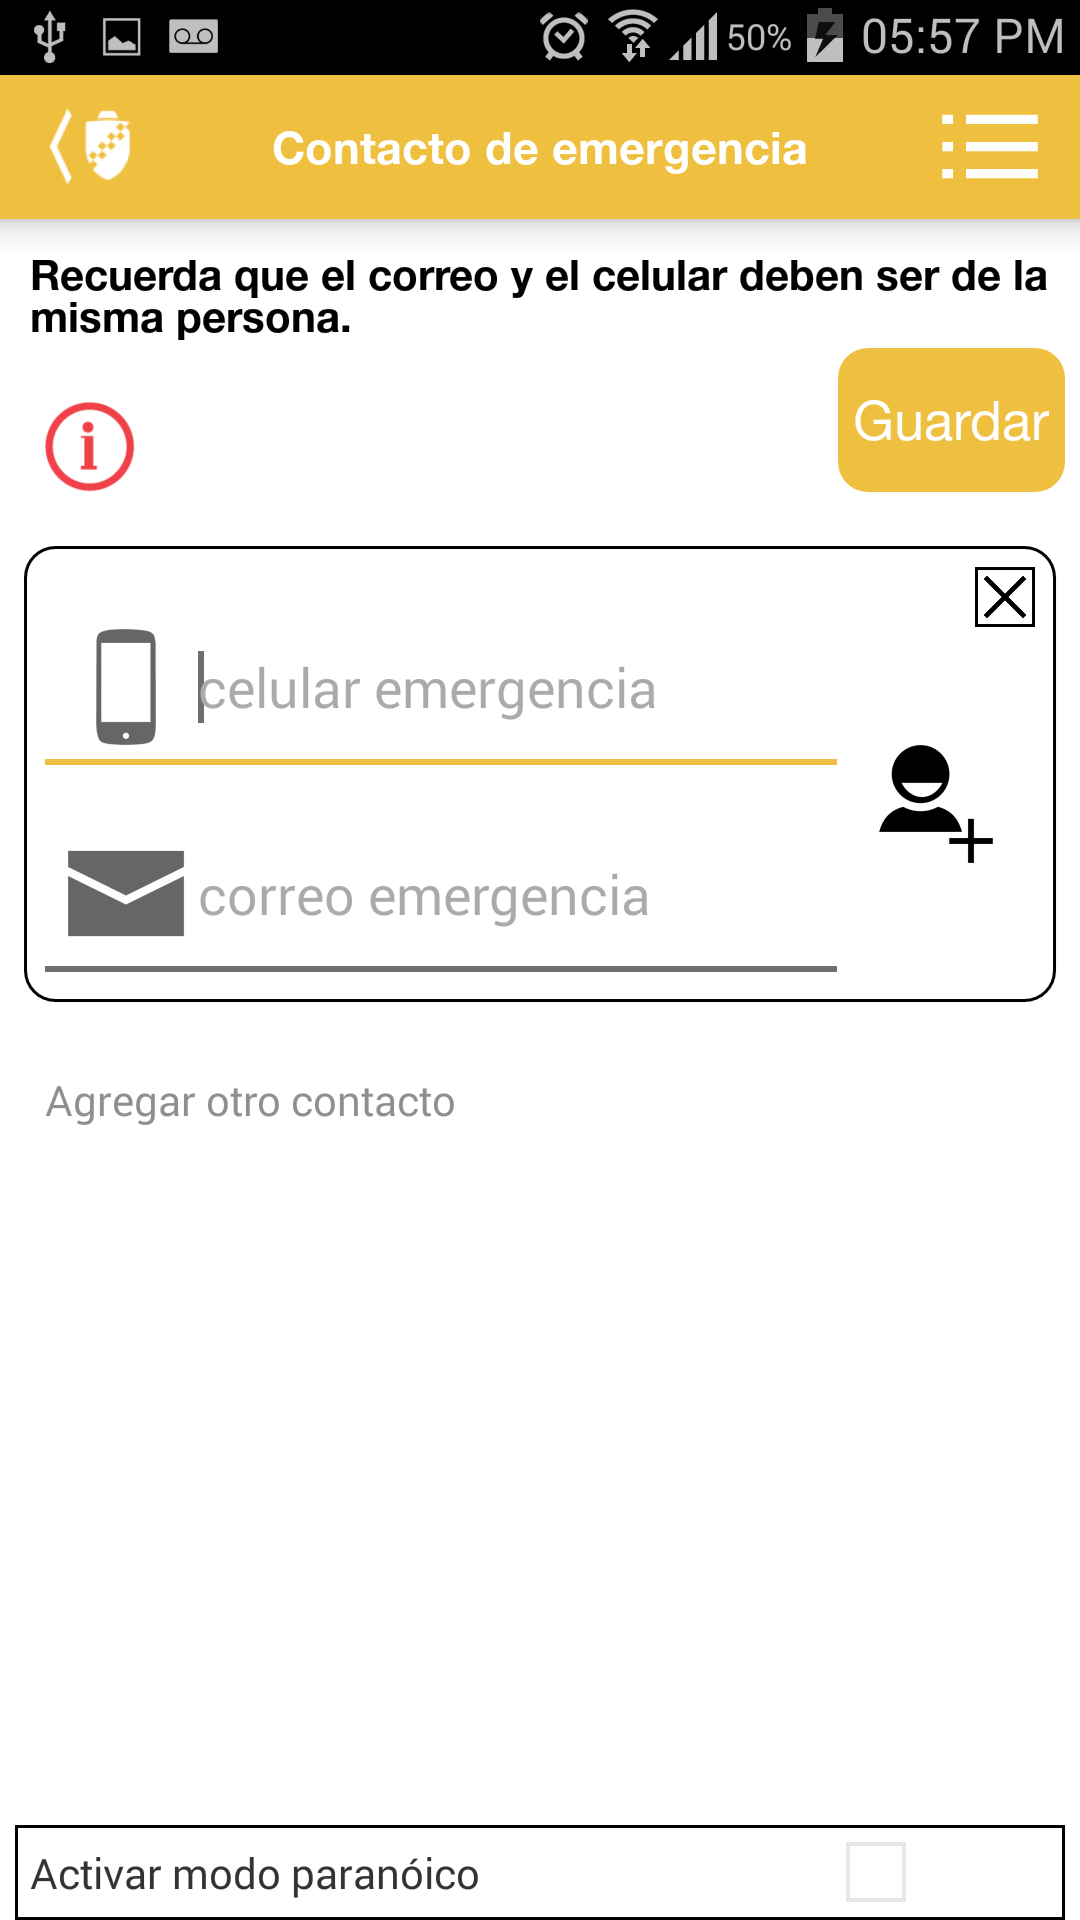 50% 05:57 PM
Contacto de emergencia
Recuerda que el correo y el celular deben ser de la
misma persona.
Guardar
celular emergencia
correo emergencia
Agregar otro contacto
Activar modo paranóico